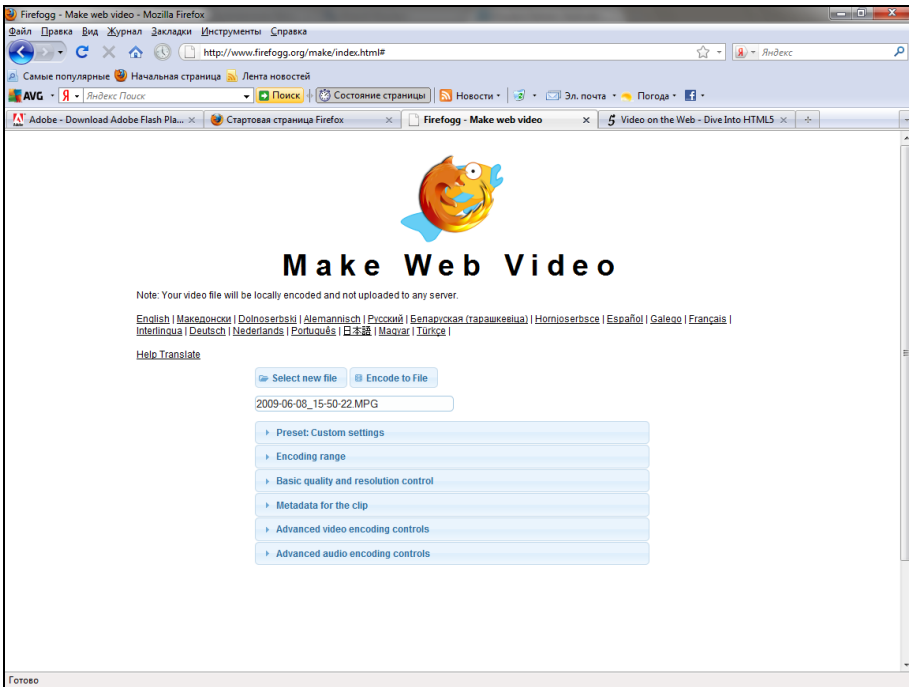 Firefogg - Make web video - Mozilla Firefox
Файл Правка Вид Журнал Закладки Инструменты Справка
http://www.firefogg.org/make/index.html# Яндекс
Самые популярные Начальная страница Лента новостей
AVG Я Яндекс Поиск Поиск Состояние страницы Новости Эл. почта Погода
Adobe - Download Adobe Flash Pla... Стартовая страница Firefox Firefogg - Make web video Video on the Web - Dive Into HTML5
Make Web Video
Note: Your video file will be locally encoded and not uploaded to any server.
English | Македонски | Dolnoserbski | Alemannisch | Русский | Беларуская (тарашкевіца) | Hornjoserbsce | Español | Galego | Français |
Interlingua | Deutsch | Nederlands | Português | 日本語 | Magyar | Türkçe |
Help Translate
Select new file Encode to File
2009-06-08_15-50-22.MPG
Preset: Custom settings
Encoding range
Basic quality and resolution control
Metadata for the clip
Advanced video encoding controls
Advanced audio encoding controls
Готово